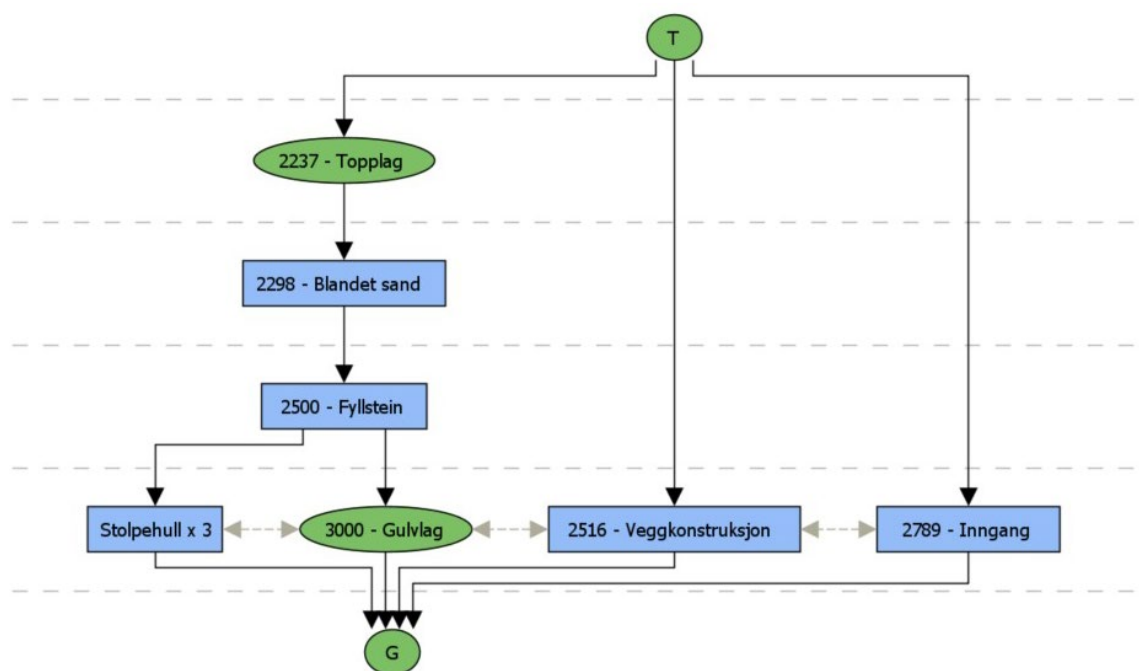 T
2237 - Topplag
2298 - Blandet sand
2500 - Fyllstein
Stolpehull x 3
3000 - Gulvlag
2516 - Veggkonstruksjon
2789 - Inngang
G